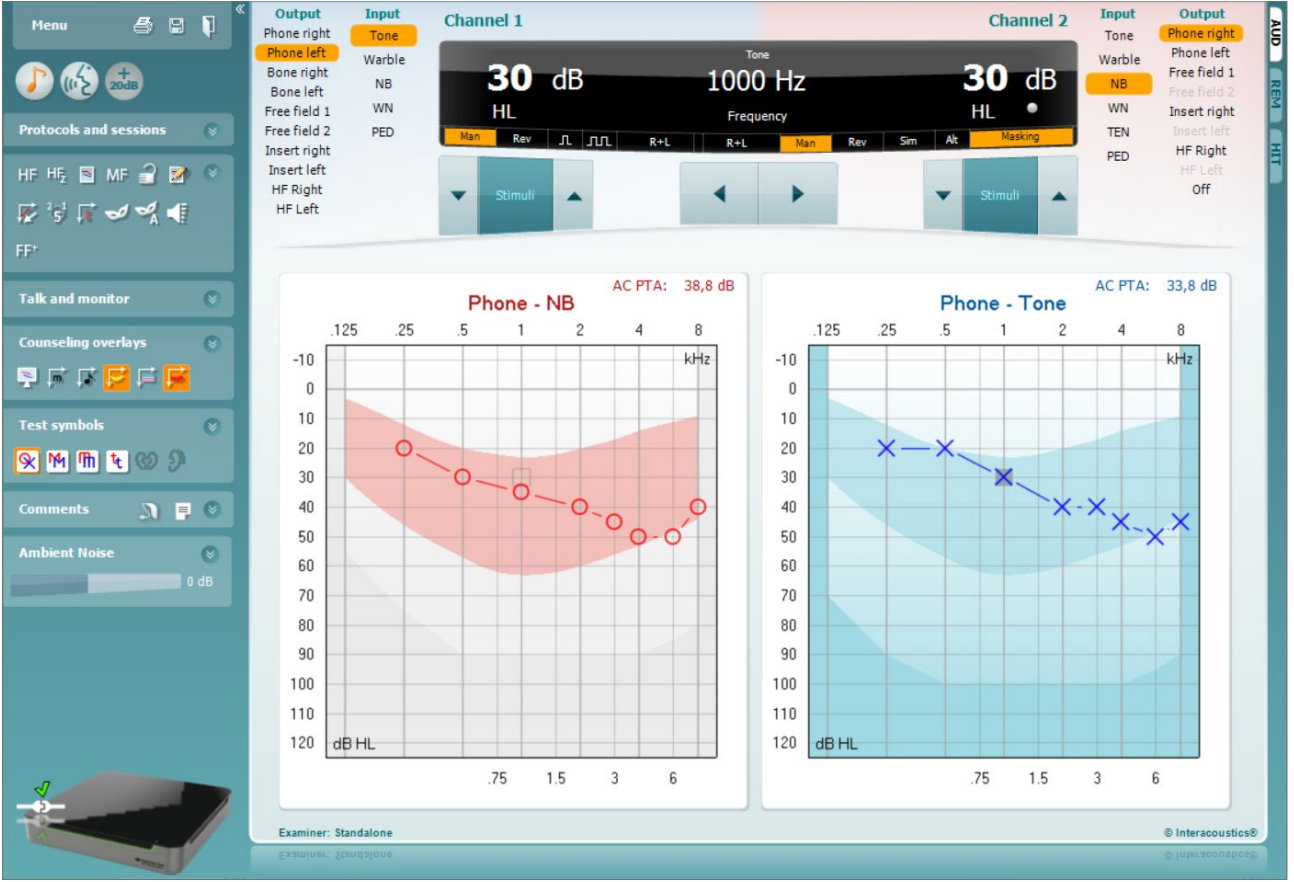 Menu
+
20dB
Protocols and sessions
HF HFz MF
2 5 1
A
FF+
Talk and monitor
Counseling overlays
m
Test symbols
M m t t
Comments
Ambient Noise
0 dB
Output
Phone right
Phone left
Bone right
Bone left
Free field 1
Free field 2
Insert right
Insert left
HF Right
HF Left
Input
Tone
Warble
NB
WN
PED
Channel 1
Channel 2
Tone
30 dB
HL
1000 Hz
Frequency
30 dB
HL
Man Rev R+L R+L Man Rev Sim Alt Masking
Stimuli
Stimuli
Input
Tone
Warble
NB
WN
TEN
PED
Output
Phone right
Phone left
Free field 1
Free field 2
Insert right
Insert left
HF Right
HF Left
Off
AUD
REM
HIT
AC PTA: 38,8 dB
Phone - NB
.125 .25 .5 1 2 4 8
kHz
-10
0
10
20
30
40
50
60
70
80
90
100
110
120
dB HL
.75 1.5 3 6
AC PTA: 33,8 dB
Phone - Tone
.125 .25 .5 1 2 4 8
kHz
-10
0
10
20
30
40
50
60
70
80
90
100
110
120
dB HL
.75 1.5 3 6
Examiner: Standalone
© Interacoustics®